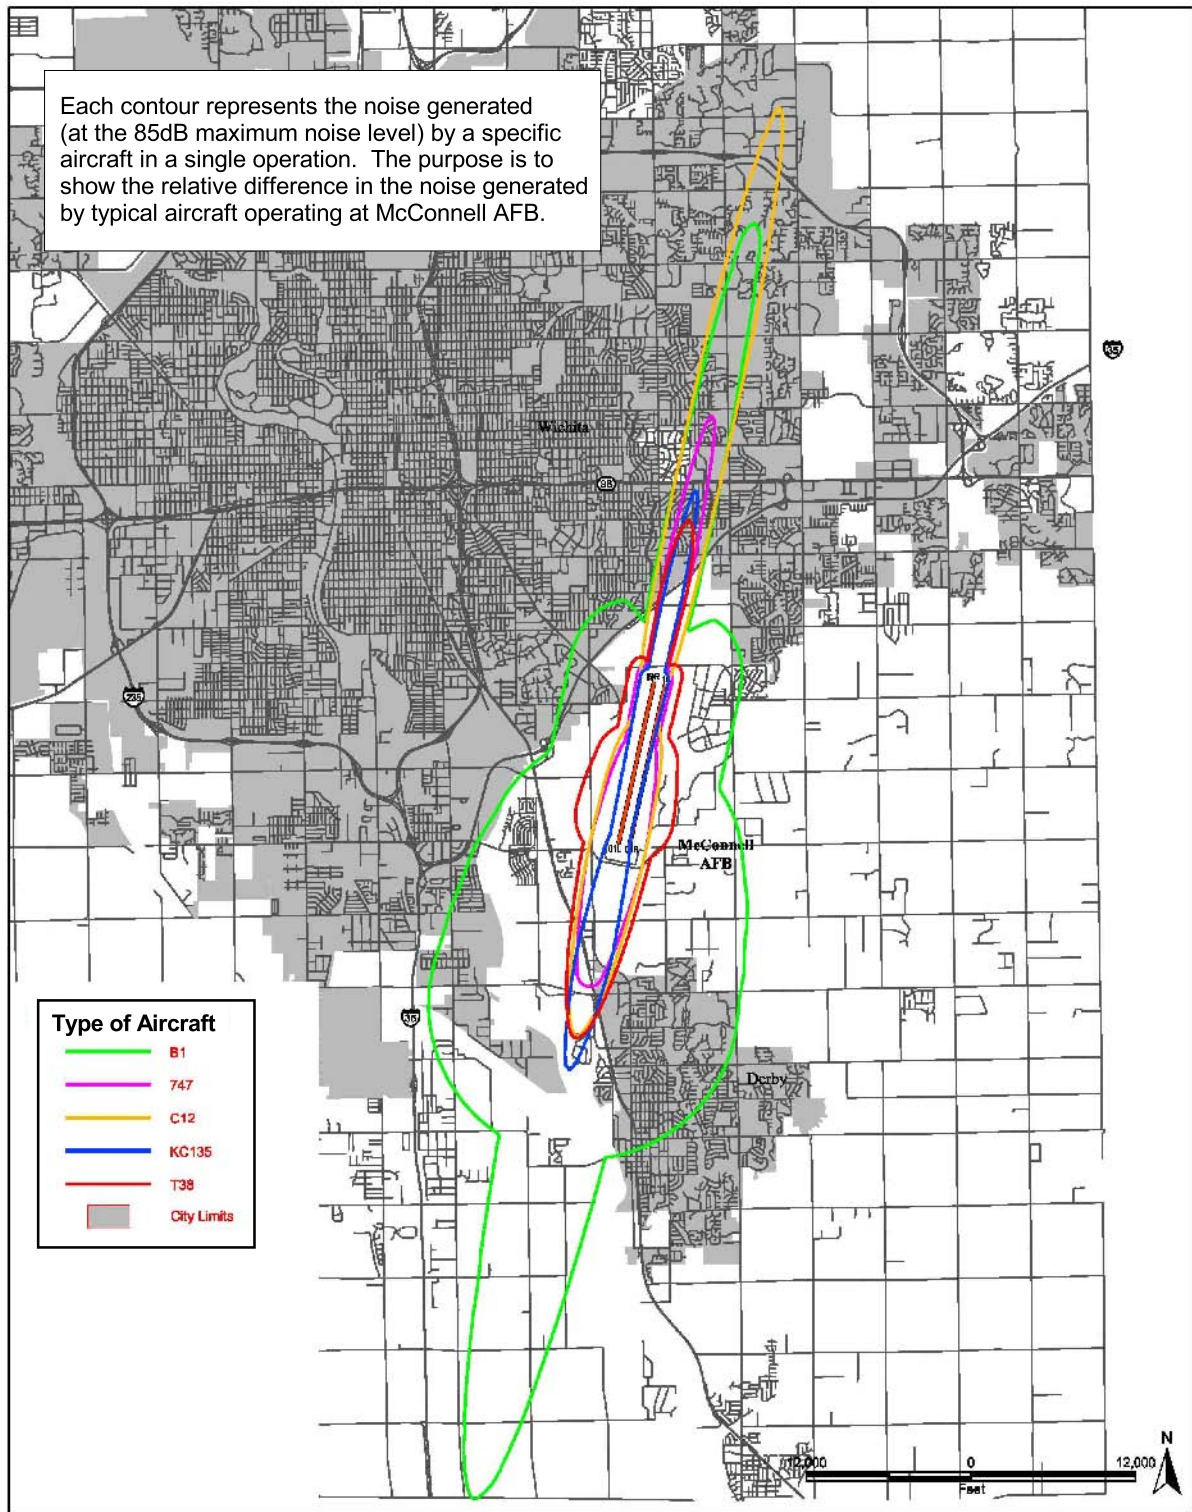 Each contour represents the noise generated
(at the 85dB maximum noise level) by a specific
aircraft in a single operation. The purpose is to
show the relative difference in the noise generated
by typical aircraft operating at McConnell AFB.
35
Wichita
235
McConnell
AFB
35
Derby
Type of Aircraft
B1
747
C12
KC135
T38
City Limits
N
12,000 0 12,000
Feet